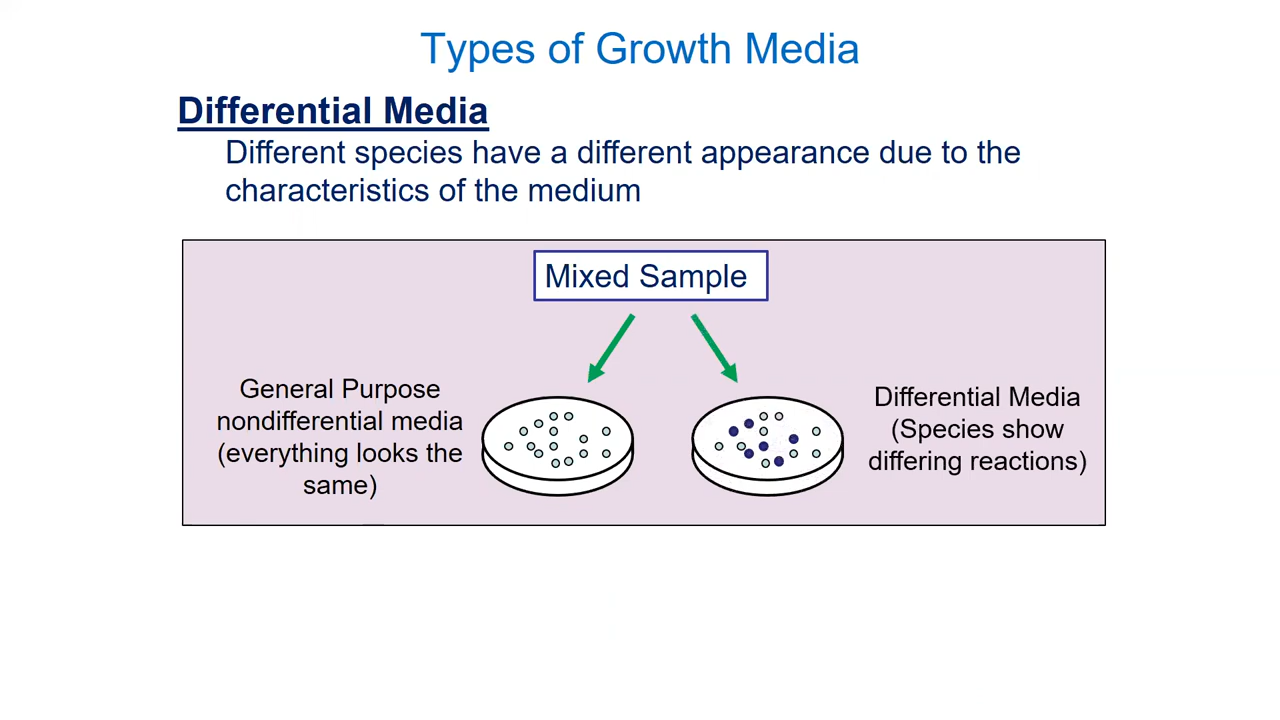 Types of Growth Media
Differential Media
Different species have a different appearance due to the
characteristics of the medium
Mixed Sample
General Purpose
nondifferential media
(everything looks the
same)
Differential Media
(Species show
differing reactions)